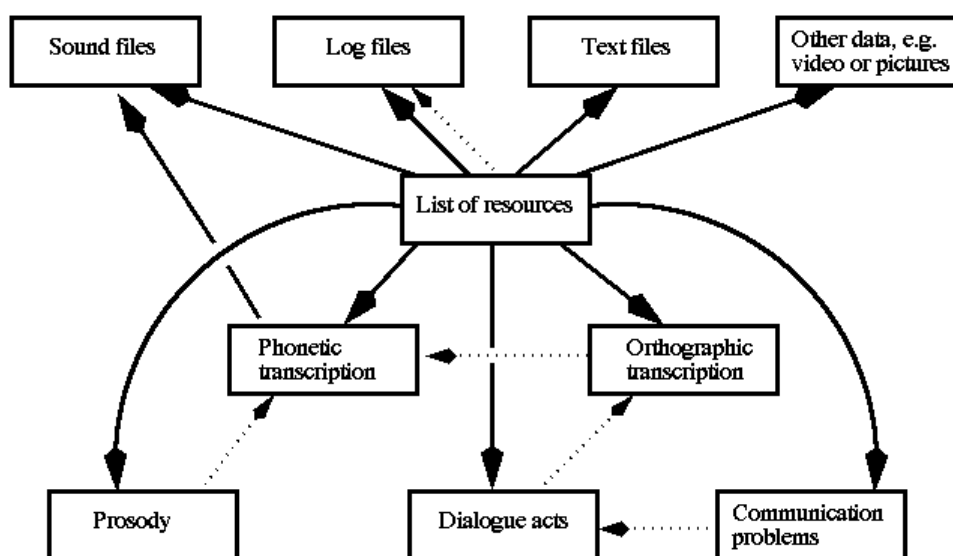 Sound files
Log files
Text files
Other data, e.g.
video or pictures
List of resources
Phonetic
transcription
Orthographic
transcription
Prosody
Dialogue acts
Communication
problems